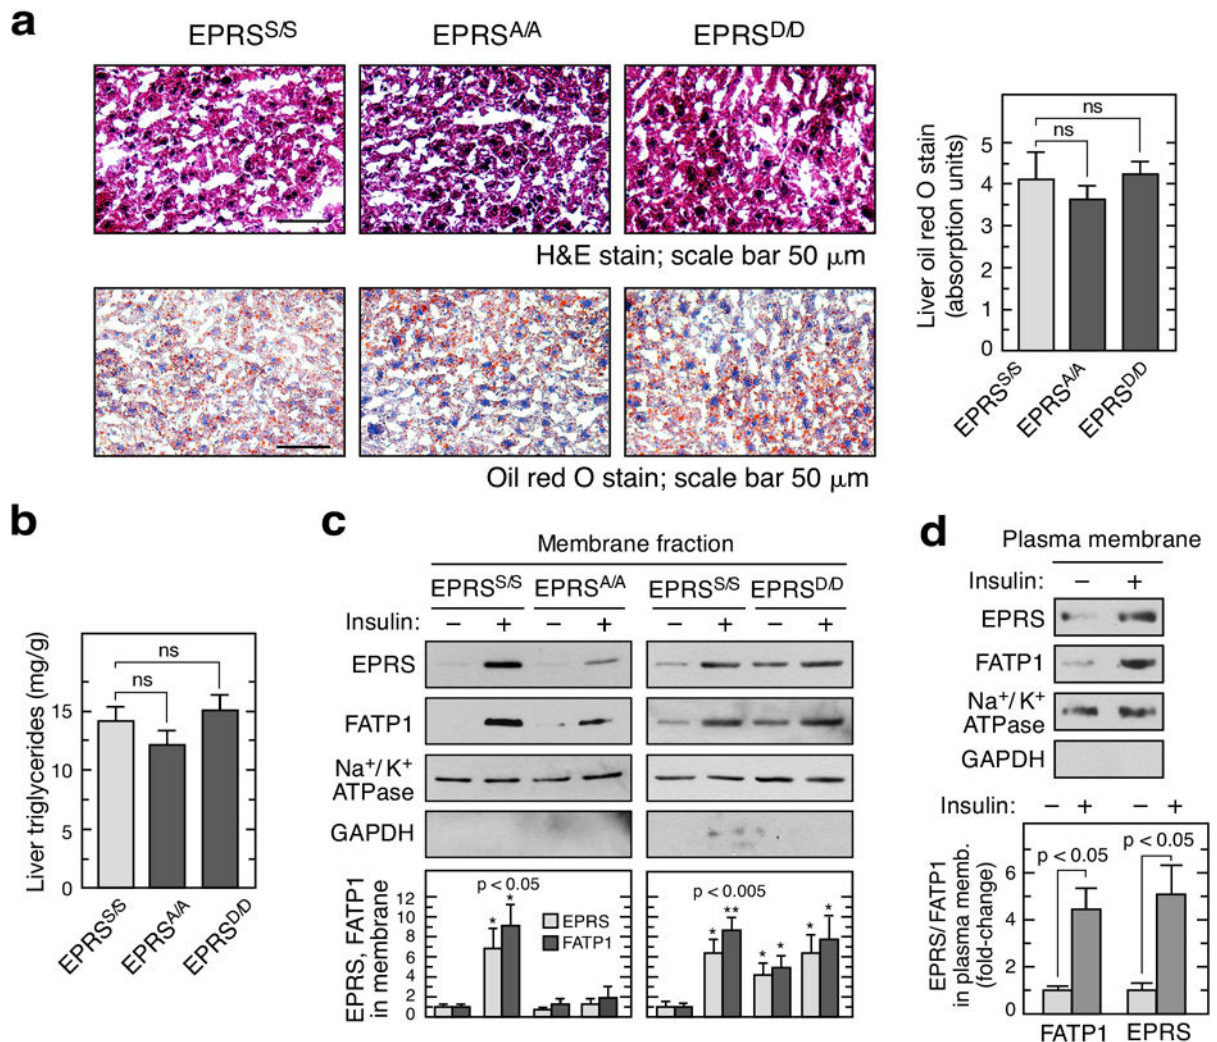 a
EPRS^S/S EPRS^A/A EPRS^D/D
H&E stain; scale bar 50 μm
Oil red O stain; scale bar 50 μm
Liver oil red O stain
(absorption units)
5
4
3
2
1
0
ns
ns
EPRS^S/S EPRS^A/A EPRS^D/D
b
Liver triglycerides (mg/g)
15
10
5
0
ns
ns
EPRS^S/S EPRS^A/A EPRS^D/D
c
Membrane fraction
EPRS^S/S EPRS^A/A EPRS^S/S EPRS^D/D
Insulin: − + − + − + − +
EPRS
FATP1
Na⁺/ K⁺
ATPase
GAPDH
EPRS, FATP1
in membrane
12
10
8
6
4
2
0
p < 0.05
* *
EPRS
FATP1
p < 0.005
* ** * * * *
d
Plasma membrane
Insulin: − +
EPRS
FATP1
Na⁺/ K⁺
ATPase
GAPDH
Insulin: − + − +
EPRS/ FATP1
in plasma memb.
(fold-change)
6
4
2
0
p < 0.05
p < 0.05
FATP1 EPRS